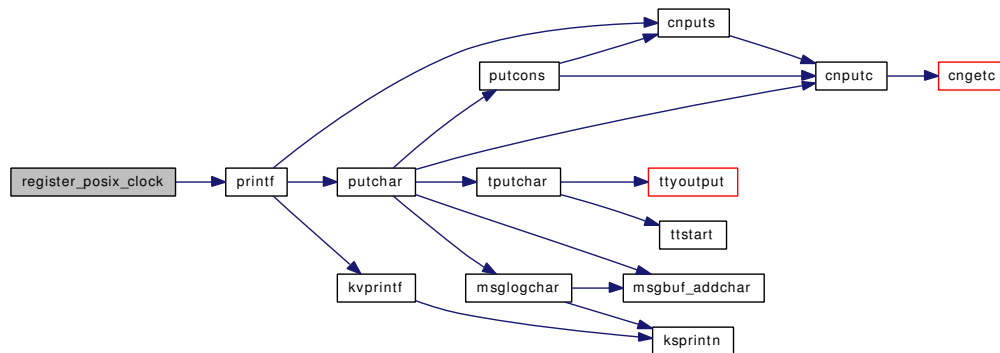 cnputs
putcons
cnputc
cngetc
register_posix_clock
printf
putchar
tputchar
ttyoutput
ttstart
kvprintf
msglogchar
msgbuf_addchar
ksprintn